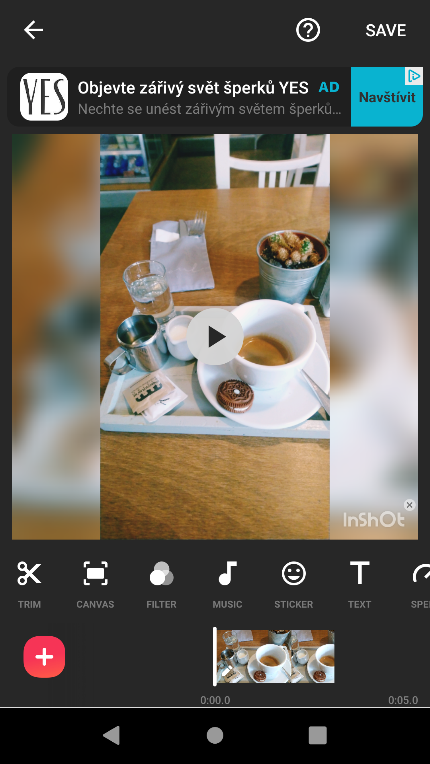 SAVE
YES
Objevte zářivý svět šperků YES AD
Nechte se unést zářivým světem šperků...
Navštívit
InShOt
TRIM
CANVAS
FILTER
MUSIC
STICKER
TEXT
SPE
0:00.0
0:05.0